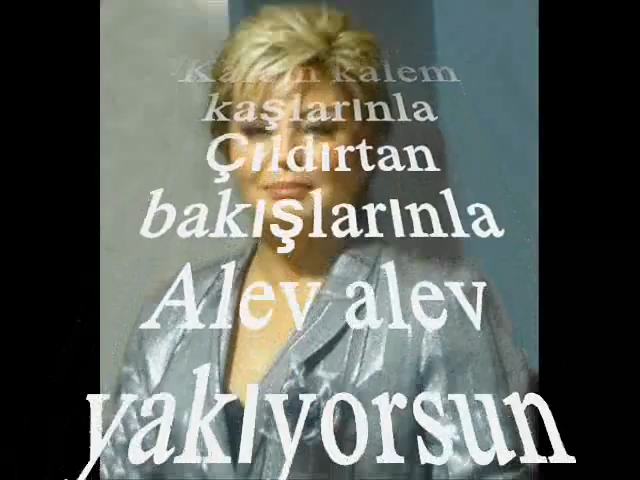 Kalem kalem
kaşlarınla
Çıldırtan
bakışlarınla
Alev alev
yakıyorsun